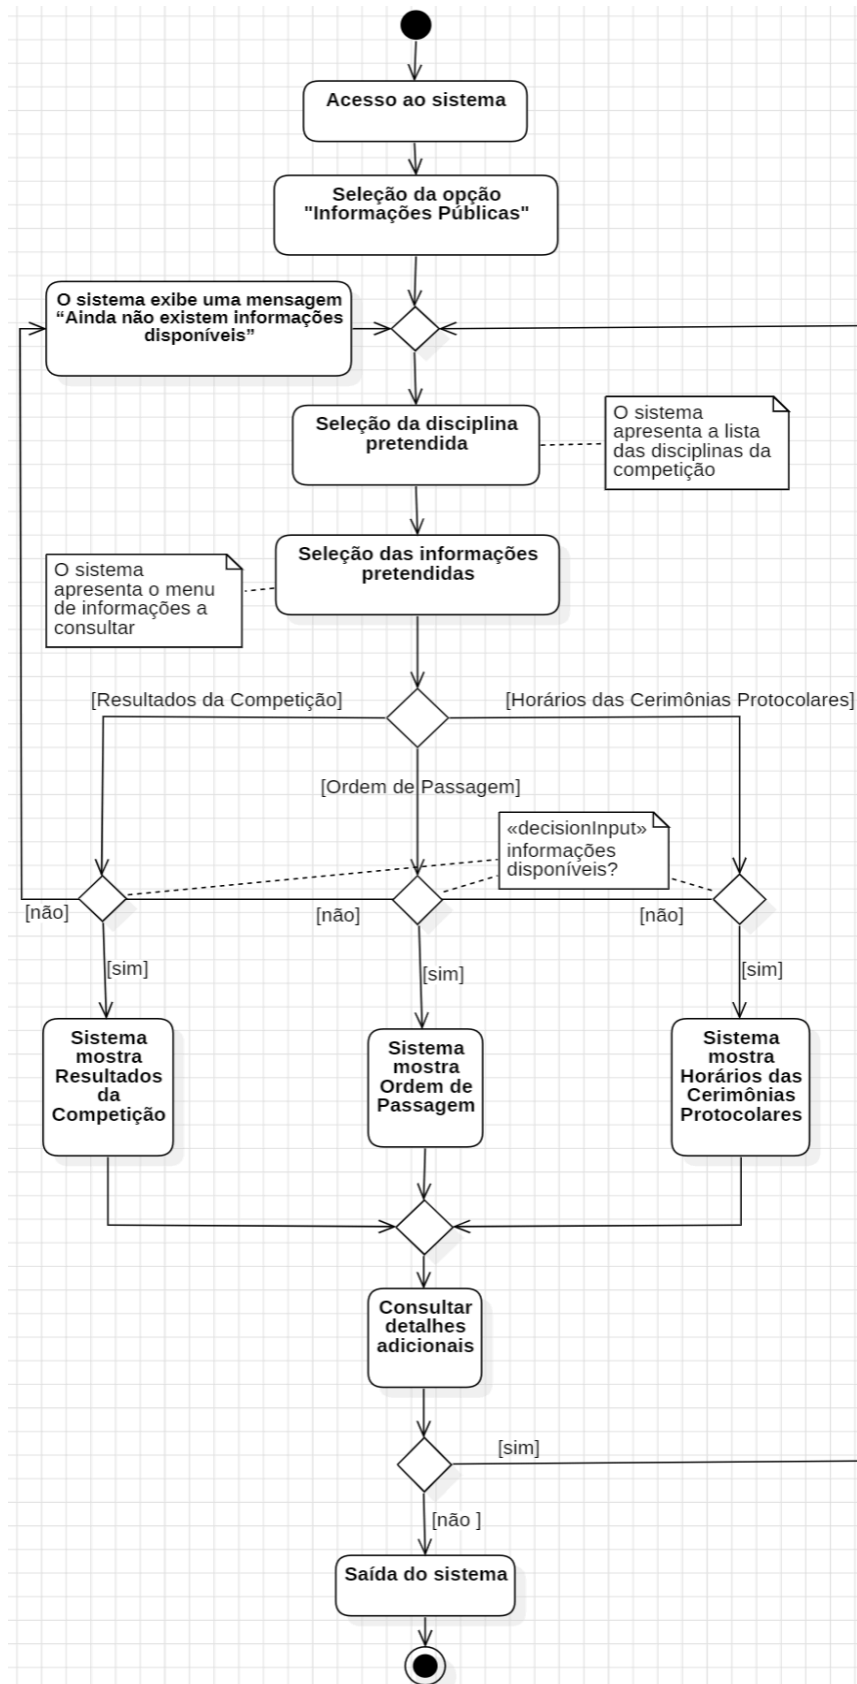 Acesso ao sistema
Seleção da opção
"Informações Públicas"
O sistema exibe uma mensagem
“Ainda não existem informações
disponíveis”
Seleção da disciplina
pretendida
O sistema
apresenta a lista
das disciplinas da
competição
Seleção das informações
pretendidas
O sistema
apresenta o menu
de informações a
consultar
[Resultados da Competição]
[Horários das Cerimônias Protocolares]
[Ordem de Passagem]
«decisionInput»
informações
disponíveis?
[não]
[não]
[não]
[sim]
[sim]
[sim]
Sistema
mostra
Resultados
da
Competição
Sistema
mostra
Ordem de
Passagem
Sistema
mostra
Horários das
Cerimônias
Protocolares
Consultar
detalhes
adicionais
[sim]
[não ]
Saída do sistema